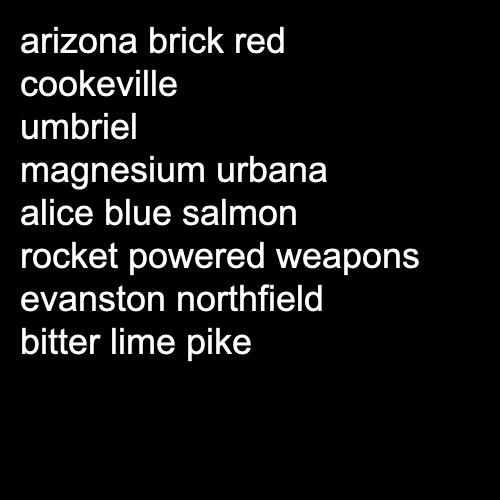 arizona brick red
cookeville
umbriel
magnesium urbana
alice blue salmon
rocket powered weapons
evanston northfield
bitter lime pike